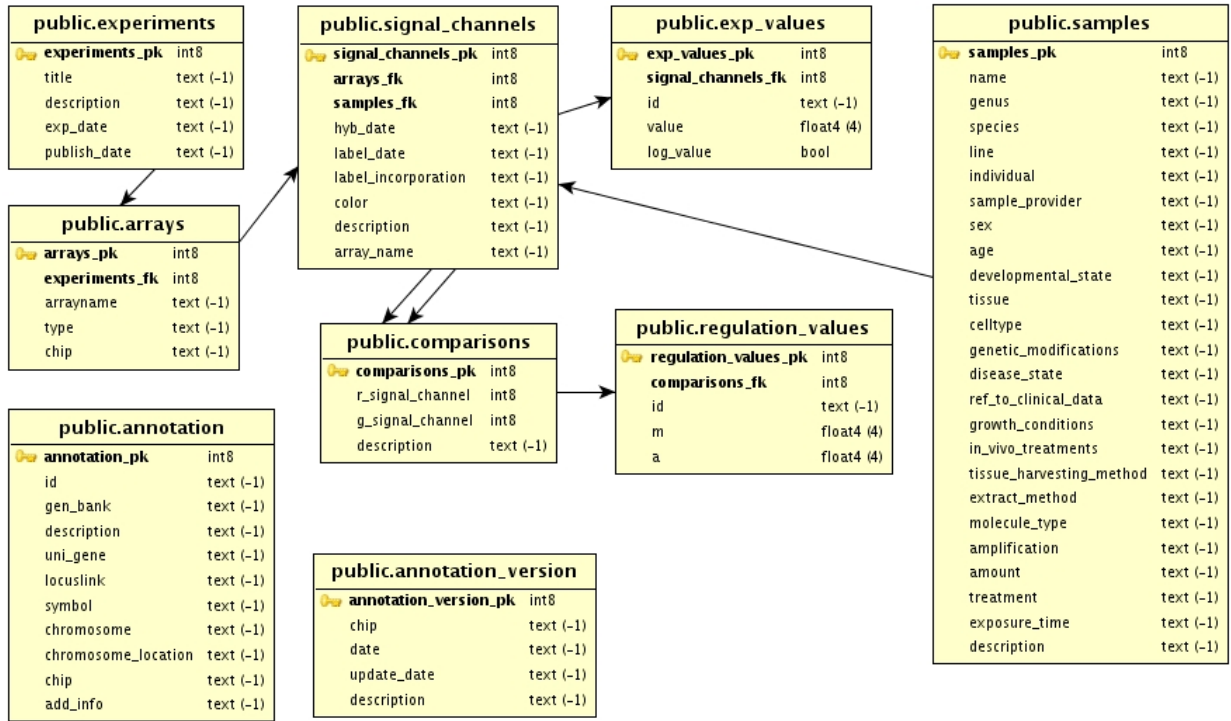 public.experiments
experiments_pk int8
title text (-1)
description text (-1)
exp_date text (-1)
publish_date text (-1)
public.arrays
arrays_pk int8
experiments_fk int8
arrayname text (-1)
type text (-1)
chip text (-1)
public.annotation
annotation_pk int8
id text (-1)
gen_bank text (-1)
description text (-1)
uni_gene text (-1)
locuslink text (-1)
symbol text (-1)
chromosome text (-1)
chromosome_location text (-1)
chip text (-1)
add_info text (-1)
public.signal_channels
signal_channels_pk int8
arrays_fk int8
samples_fk int8
hyb_date text (-1)
label_date text (-1)
label_incorporation text (-1)
color text (-1)
description text (-1)
array_name text (-1)
public.comparisons
comparisons_pk int8
r_signal_channel int8
g_signal_channel int8
description text (-1)
public.annotation_version
annotation_version_pk int8
chip text (-1)
date text (-1)
update_date text (-1)
description text (-1)
public.exp_values
exp_values_pk int8
signal_channels_fk int8
id text (-1)
value float4 (4)
log_value bool
public.regulation_values
regulation_values_pk int8
comparisons_fk int8
id text (-1)
m float4 (4)
a float4 (4)
public.samples
samples_pk int8
name text (-1)
genus text (-1)
species text (-1)
line text (-1)
individual text (-1)
sample_provider text (-1)
sex text (-1)
age text (-1)
developmental_state text (-1)
tissue text (-1)
celltype text (-1)
genetic_modifications text (-1)
disease_state text (-1)
ref_to_clinical_data text (-1)
growth_conditions text (-1)
in_vivo_treatments text (-1)
tissue_harvesting_method text (-1)
extract_method text (-1)
molecule_type text (-1)
amplification text (-1)
amount text (-1)
treatment text (-1)
exposure_time text (-1)
description text (-1)